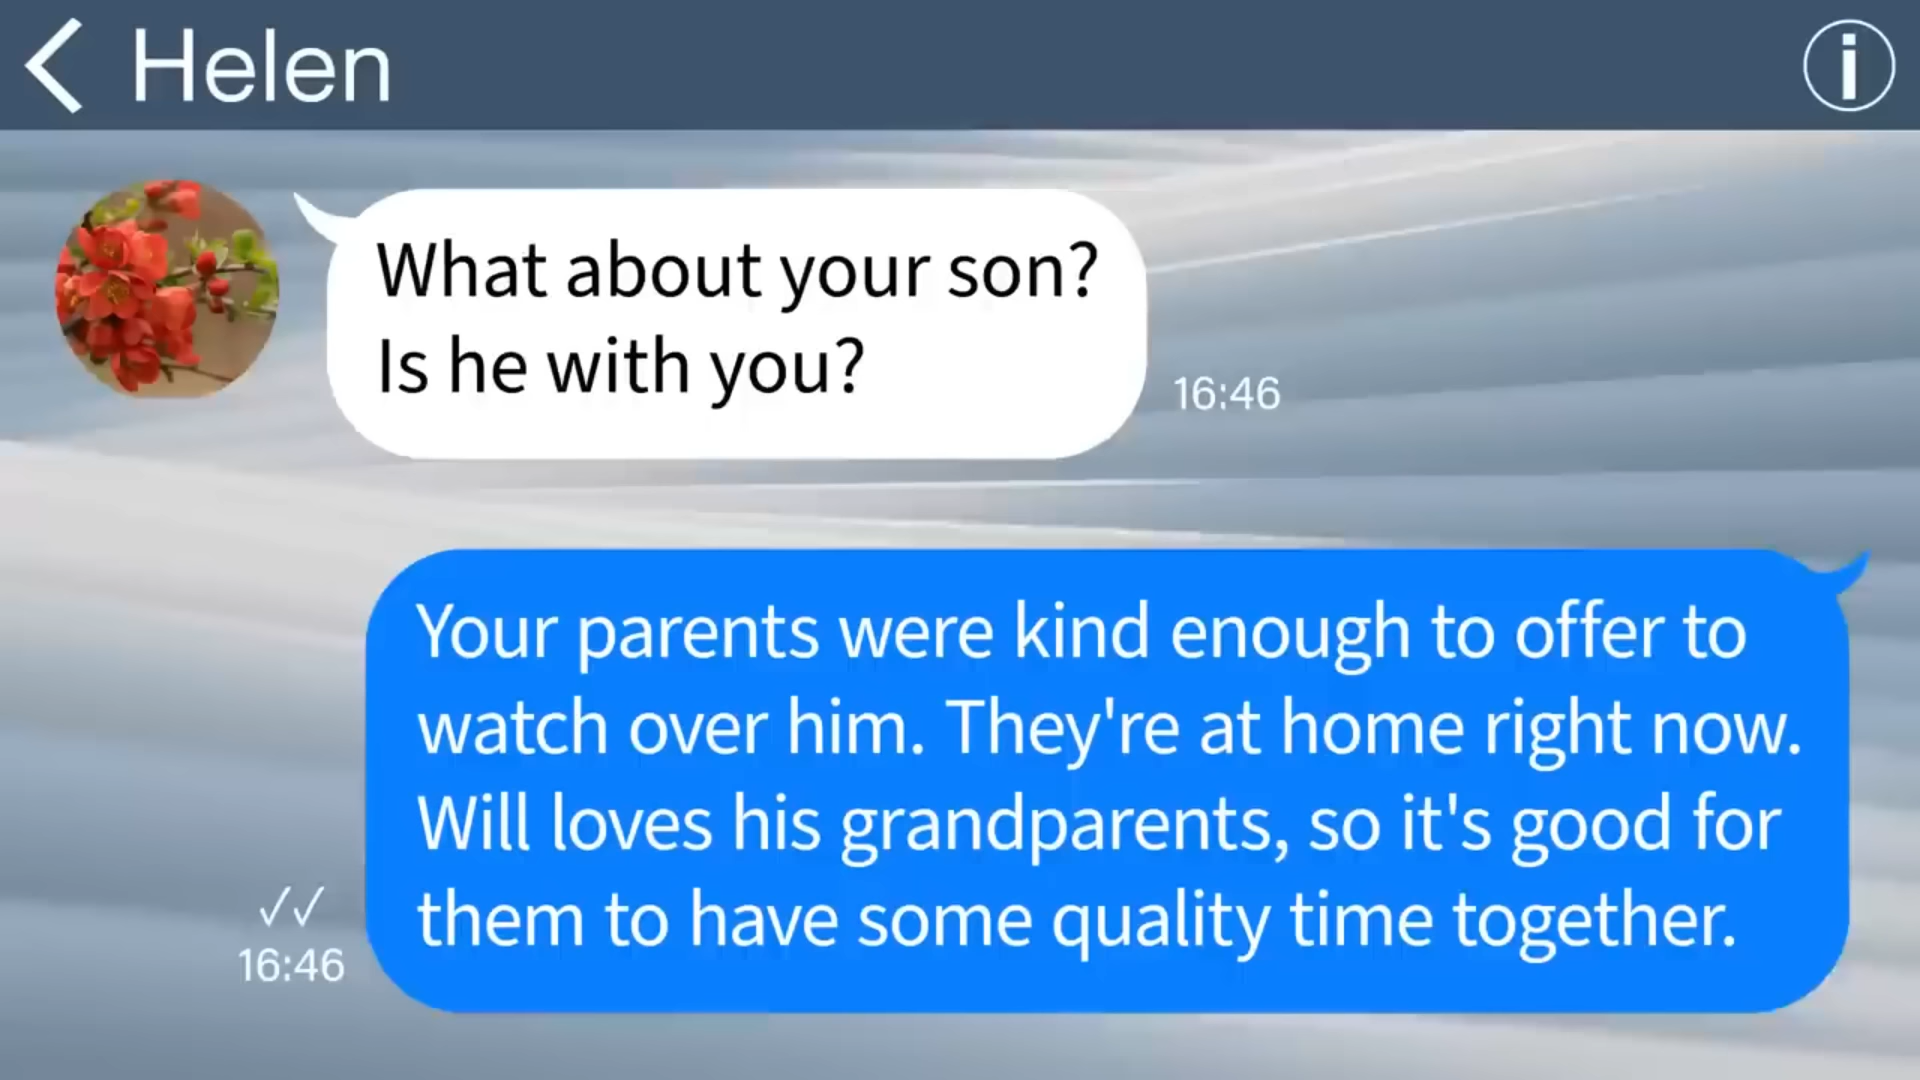 Helen
What about your son?
Is he with you?
16:46
Your parents were kind enough to offer to
watch over him. They're at home right now.
Will loves his grandparents, so it's good for
them to have some quality time together.
16:46